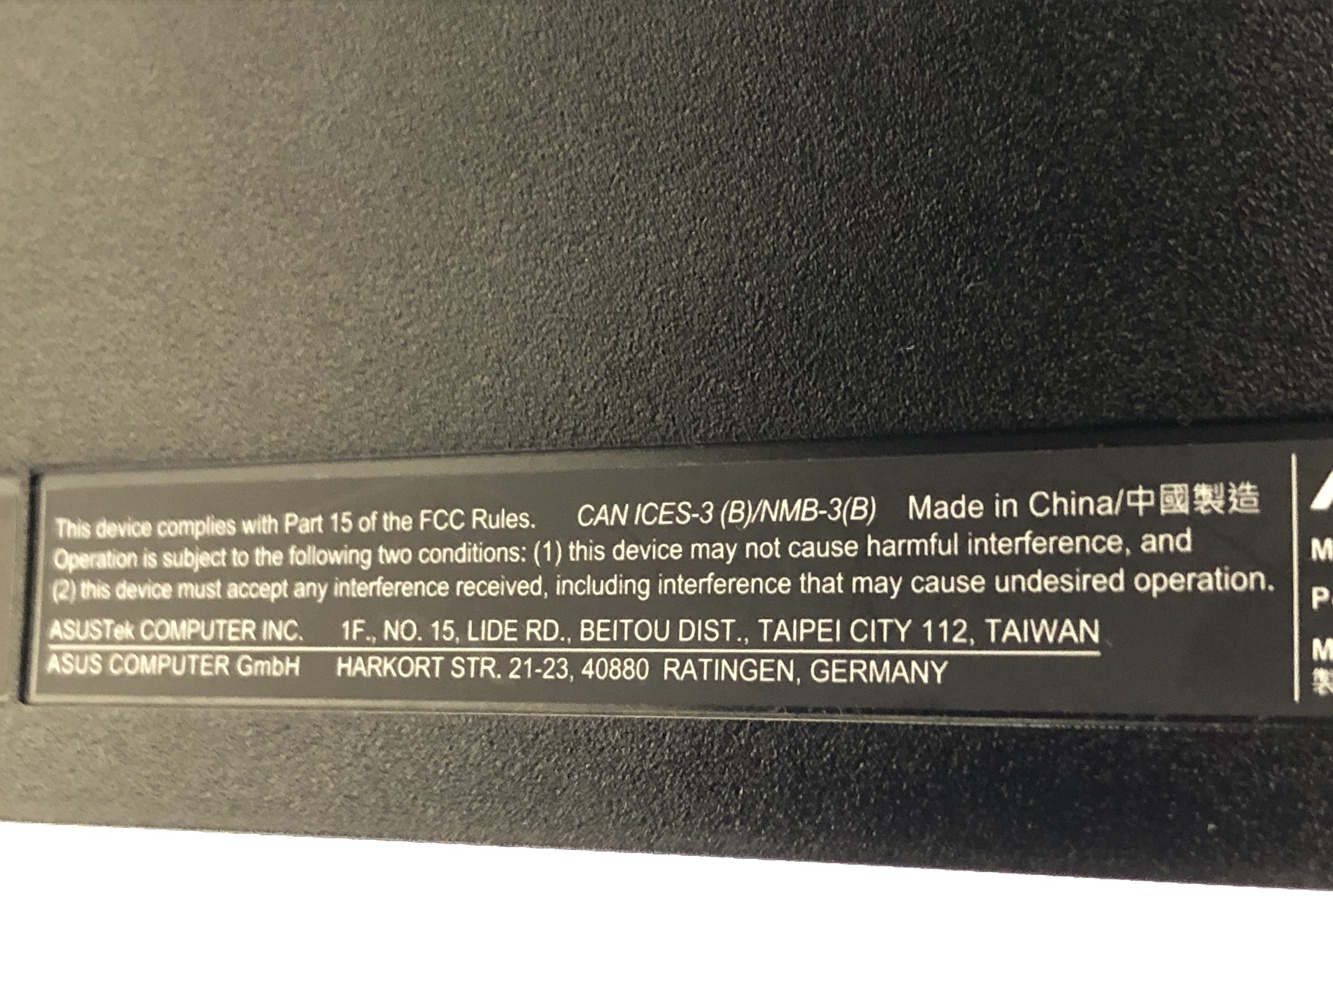 This device complies with Part 15 of the FCC Rules. CAN ICES-3 (B)/NMB-3(B) Made in China/中國製造
Operation is subject to the following two conditions: (1) this device may not cause harmful interference, and
(2) this device must accept any interference received, including interference that may cause undesired operation.
ASUSTek COMPUTER INC. 1F., NO. 15, LIDE RD., BEITOU DIST., TAIPEI CITY 112, TAIWAN
ASUS COMPUTER GmbH HARKORT STR. 21-23, 40880 RATINGEN, GERMANY